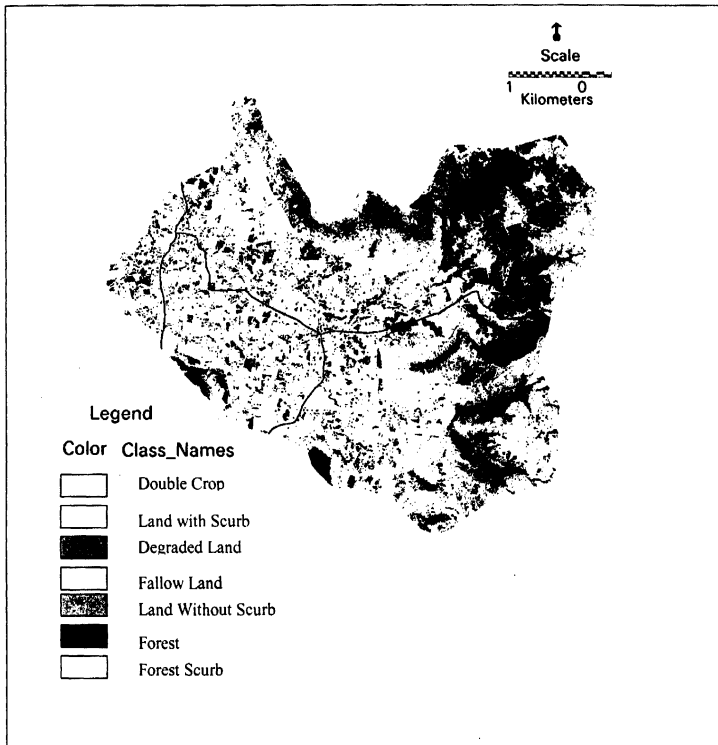 Scale
1 0
Kilometers
Legend
Color Class_Names
Double Crop
Land with Scurb
Degraded Land
Fallow Land
Land Without Scurb
Forest
Forest Scurb